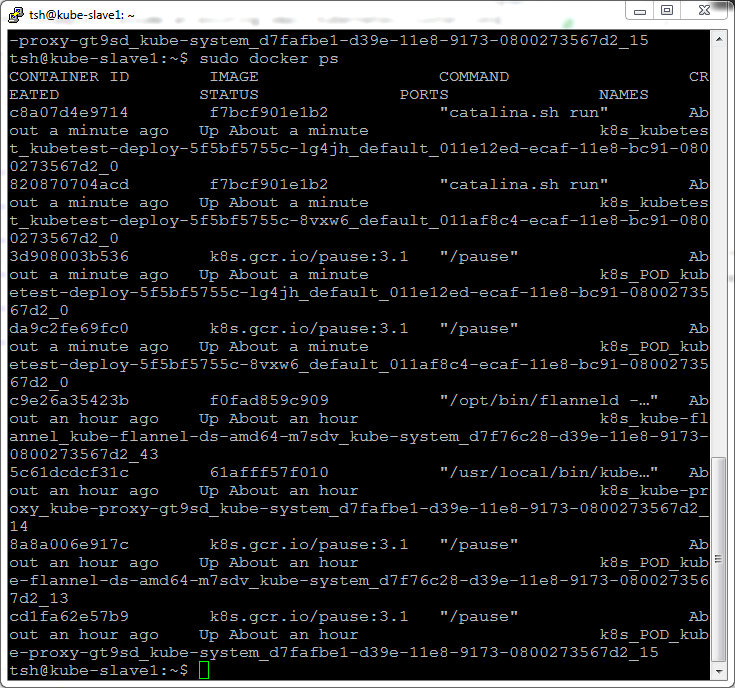 tsh@kube-slave1: ~
-proxy-gt9sd_kube-system_d7fafbe1-d39e-11e8-9173-0800273567d2_15
tsh@kube-slave1:~$ sudo docker ps
CONTAINER ID        IMAGE                  COMMAND                  CR
EATED              STATUS              PORTS               NAMES
c8a07d4e9714        f7bcf901e1b2           "catalina.sh run"        Ab
out a minute ago   Up About a minute                       k8s_kubetes
t_kubetest-deploy-5f5bf5755c-lg4jh_default_011e12ed-ecaf-11e8-bc91-080
0273567d2_0
820870704acd        f7bcf901e1b2           "catalina.sh run"        Ab
out a minute ago   Up About a minute                       k8s_kubetes
t_kubetest-deploy-5f5bf5755c-8vxw6_default_011af8c4-ecaf-11e8-bc91-080
0273567d2_0
3d908003b536        k8s.gcr.io/pause:3.1   "/pause"                 Ab
out a minute ago   Up About a minute                       k8s_POD_kub
etest-deploy-5f5bf5755c-lg4jh_default_011e12ed-ecaf-11e8-bc91-08002735
67d2_0
da9c2fe69fc0        k8s.gcr.io/pause:3.1   "/pause"                 Ab
out a minute ago   Up About a minute                       k8s_POD_kub
etest-deploy-5f5bf5755c-8vxw6_default_011af8c4-ecaf-11e8-bc91-08002735
67d2_0
c9e26a35423b        f0fad859c909           "/opt/bin/flanneld -…"   Ab
out an hour ago    Up About an hour                        k8s_kube-fl
annel_kube-flannel-ds-amd64-m7sdv_kube-system_d7f76c28-d39e-11e8-9173-
0800273567d2_43
5c61dcdcf31c        61afff57f010           "/usr/local/bin/kube…"   Ab
out an hour ago    Up About an hour                        k8s_kube-pr
oxy_kube-proxy-gt9sd_kube-system_d7fafbe1-d39e-11e8-9173-0800273567d2_
14
8a8a006e917c        k8s.gcr.io/pause:3.1   "/pause"                 Ab
out an hour ago    Up About an hour                        k8s_POD_kub
e-flannel-ds-amd64-m7sdv_kube-system_d7f76c28-d39e-11e8-9173-080027356
7d2_13
cd1fa62e57b9        k8s.gcr.io/pause:3.1   "/pause"                 Ab
out an hour ago    Up About an hour                        k8s_POD_kub
e-proxy-gt9sd_kube-system_d7fafbe1-d39e-11e8-9173-0800273567d2_15
tsh@kube-slave1:~$